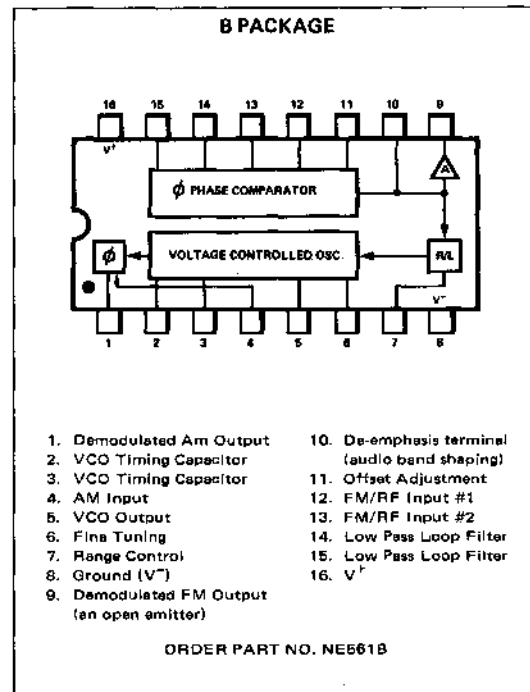 B PACKAGE
16 15 14 13 12 11 10 9
V+
A
ϕ PHASE COMPARATOR
ϕ VOLTAGE CONTROLLED OSC. R/L
V−
1 2 3 4 5 6 7 8
1. Demodulated Am Output
2. VCO Timing Capacitor
3. VCO Timing Capacitor
4. AM Input
5. VCO Output
6. Fine Tuning
7. Range Control
8. Ground (V−)
9. Demodulated FM Output
(an open emitter)
10. De-emphasis terminal
(audio band shaping)
11. Offset Adjustment
12. FM/RF Input #1
13. FM/RF Input #2
14. Low Pass Loop Filter
15. Low Pass Loop Filter
16. V+
ORDER PART NO. NE561B